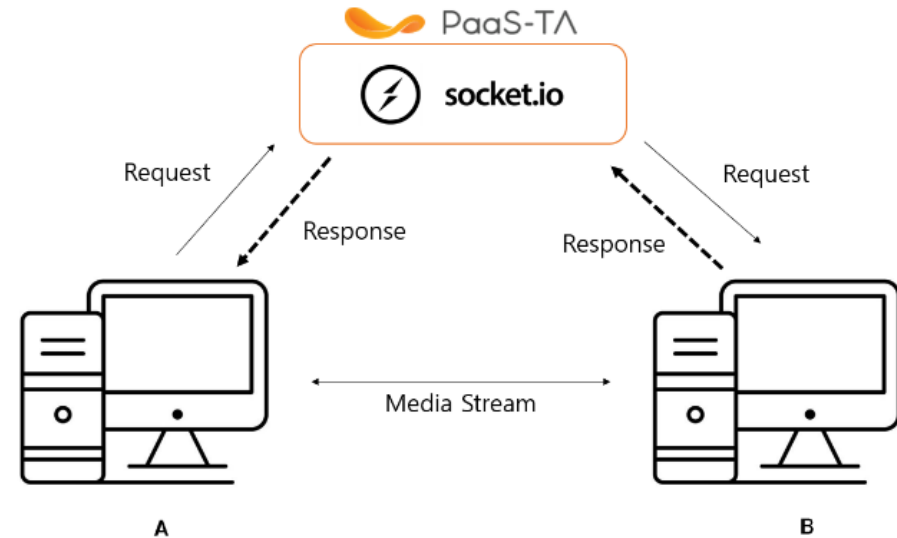 PaaS-TA
socket.io
Request
Request
Response
Response
Media Stream
A
B